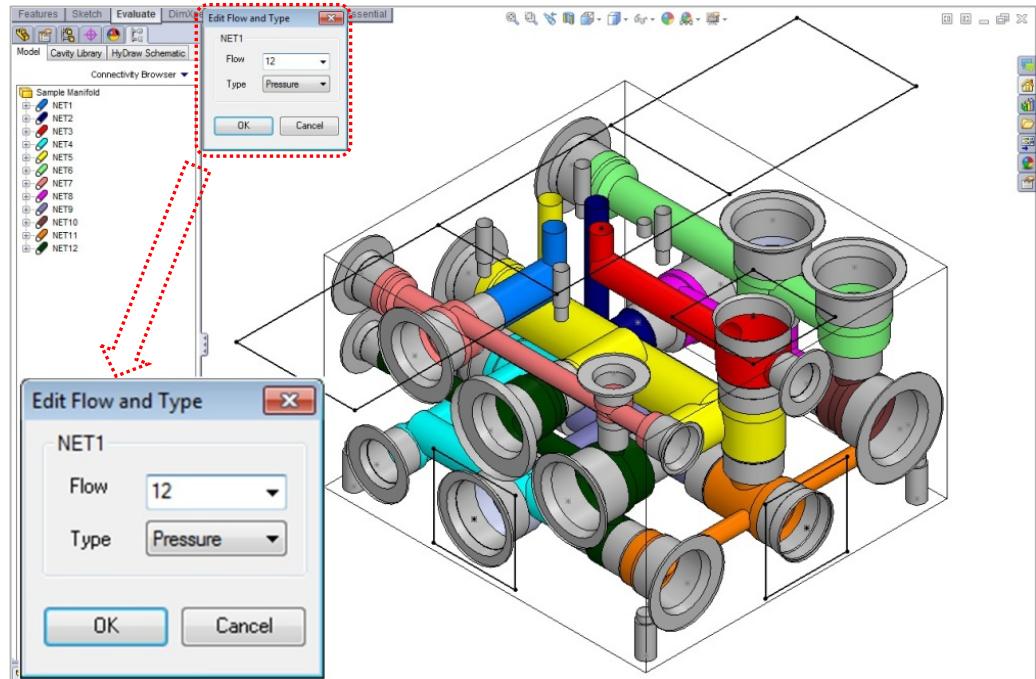 Features Sketch Evaluate DimX
Essential
Edit Flow and Type
NET1
Flow 12
Type Pressure
OK Cancel
Model Cavity Library HyDraw Schematic
Connectivity Browser
Sample Manifold
NET1
NET2
NET3
NET4
NET5
NET6
NET7
NET8
NET9
NET10
NET11
NET12
Edit Flow and Type
NET1
Flow 12
Type Pressure
OK Cancel